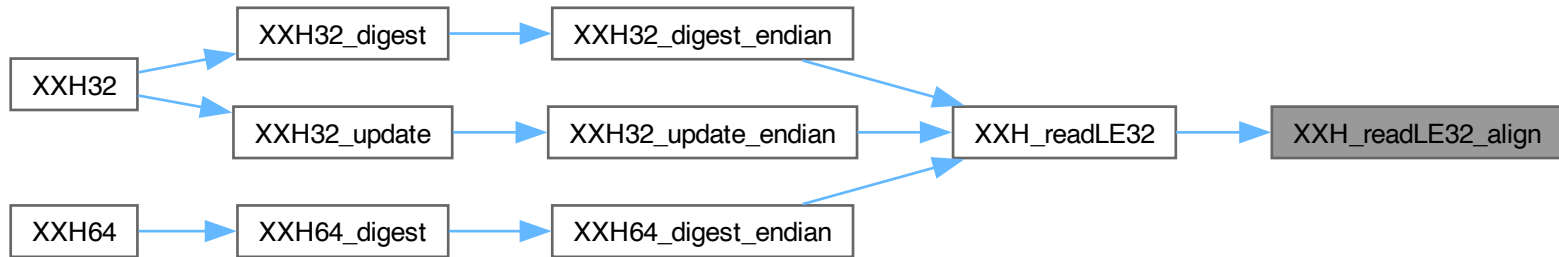 XXH32
XXH32_digest
XXH32_digest_endian
XXH32_update
XXH32_update_endian
XXH_readLE32
XXH_readLE32_align
XXH64
XXH64_digest
XXH64_digest_endian